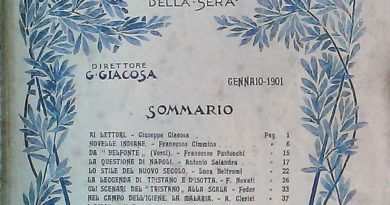 DELLA·SERA
DIRETTORE
G·GIACOSA
GENNAIO-1901
SOMMARIO
AI LETTORI. - Giuseppe Giacosa Pag. 1
NOVELLE INDIANE. - Francesco Cimmino „ 6
DA "BELFONTE" (Versi). - Francesco Pastonchi „ 15
LA QUESTIONE DI NAPOLI. - Antonio Salandra „ 17
LO STILE DEL NUOVO SECOLO. - Luca Beltrami „ 22
LA LEGGENDA DI TRISTANO E D'ISOTTA. - F. Novati „ 26
GLI SCENARI DEL "TRISTANO" ALLA SCALA - Feder „ 33
NEL CAMPO DELL'IGIENE. LA MALARIA. - A. Clerici „ 37